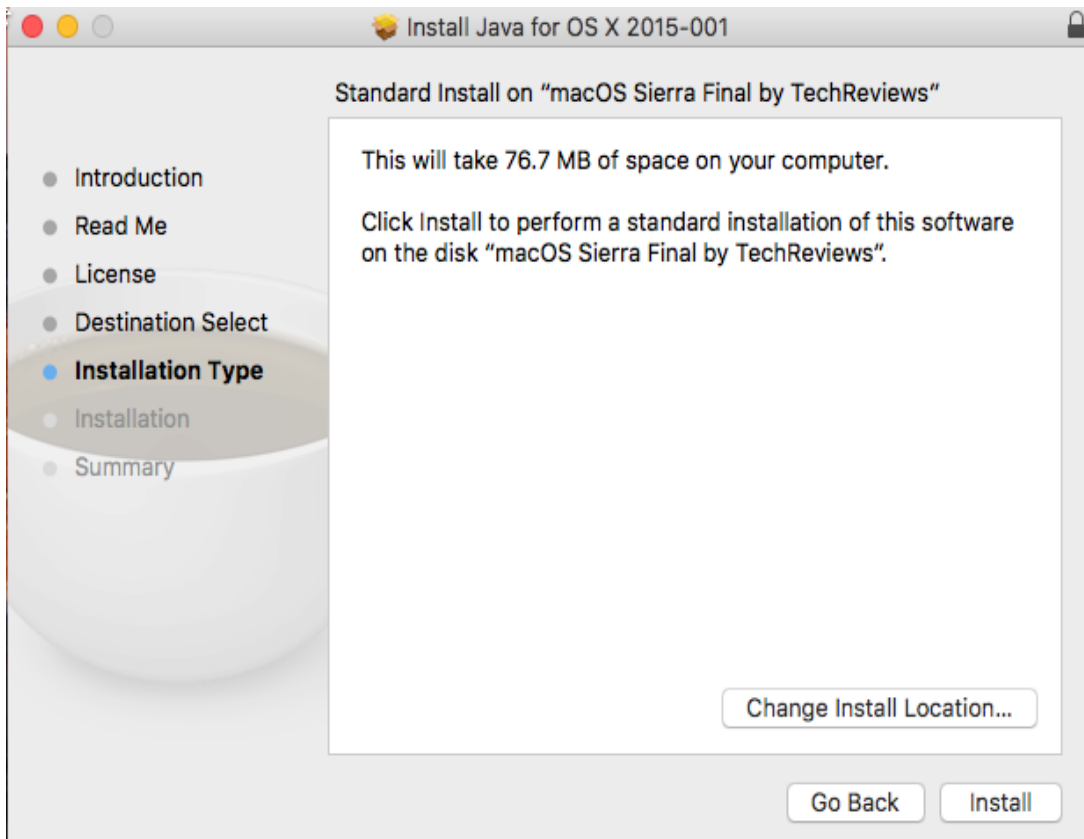 Install Java for OS X 2015-001
Standard Install on “macOS Sierra Final by TechReviews”
Introduction
Read Me
License
Destination Select
Installation Type
Installation
Summary
This will take 76.7 MB of space on your computer.
Click Install to perform a standard installation of this software
on the disk “macOS Sierra Final by TechReviews”.
Change Install Location...
Go Back
Install